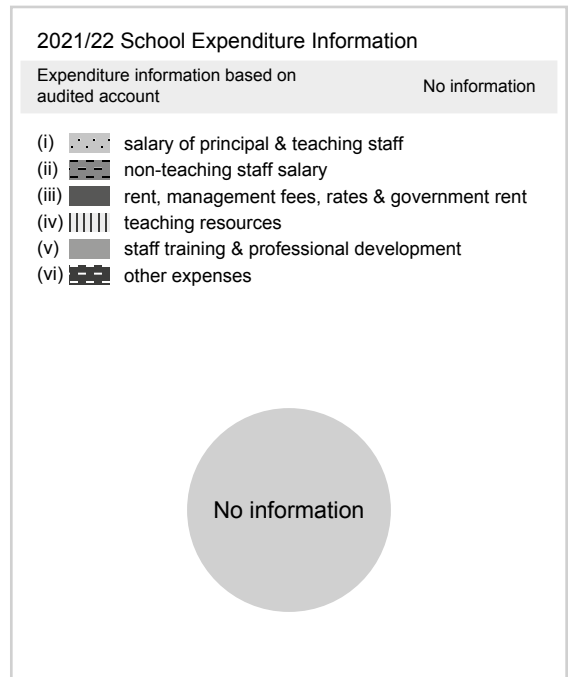 2021/22 School Expenditure Information
Expenditure information based on
audited account
No information
(i) salary of principal & teaching staff
(ii) non-teaching staff salary
(iii) rent, management fees, rates & government rent
(iv) teaching resources
(v) staff training & professional development
(vi) other expenses
No information